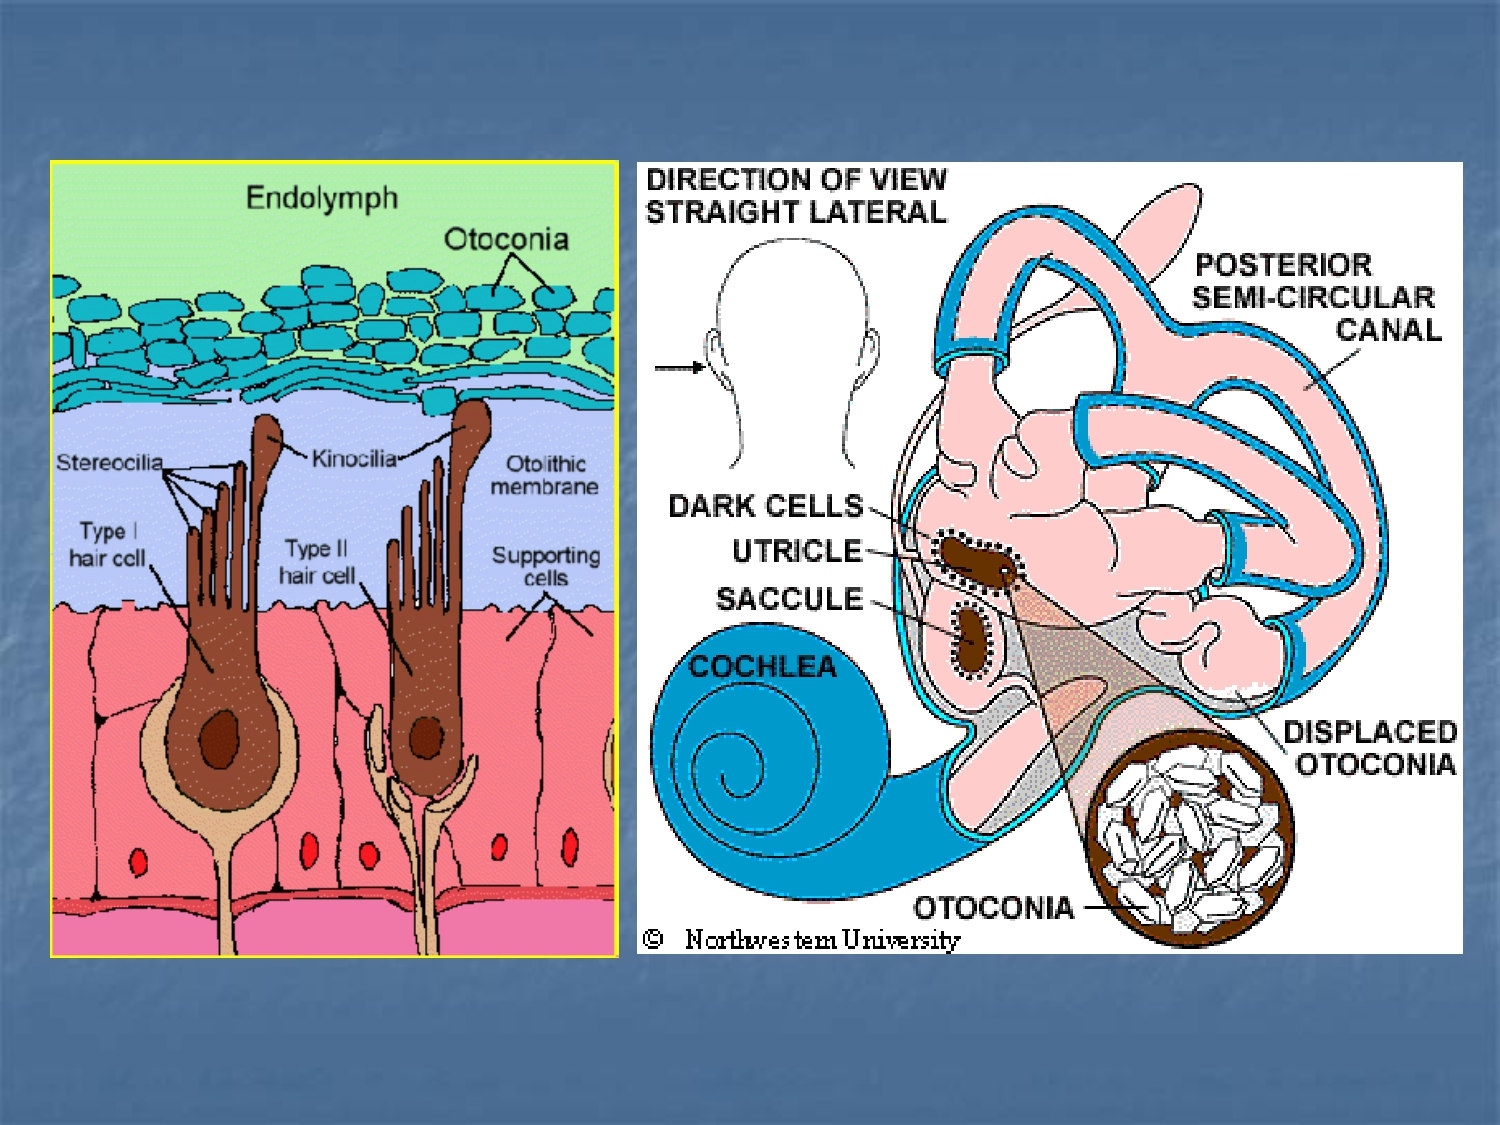 Endolymph
Otoconia
Stereocilia
Kinocilia
Otolithic
membrane
Type I
hair cell
Type II
hair cell
Supporting
cells
DIRECTION OF VIEW
STRAIGHT LATERAL
POSTERIOR
SEMI-CIRCULAR
CANAL
DARK CELLS
UTRICLE
SACCULE
COCHLEA
DISPLACED
OTOCONIA
OTOCONIA
© Northwestern University